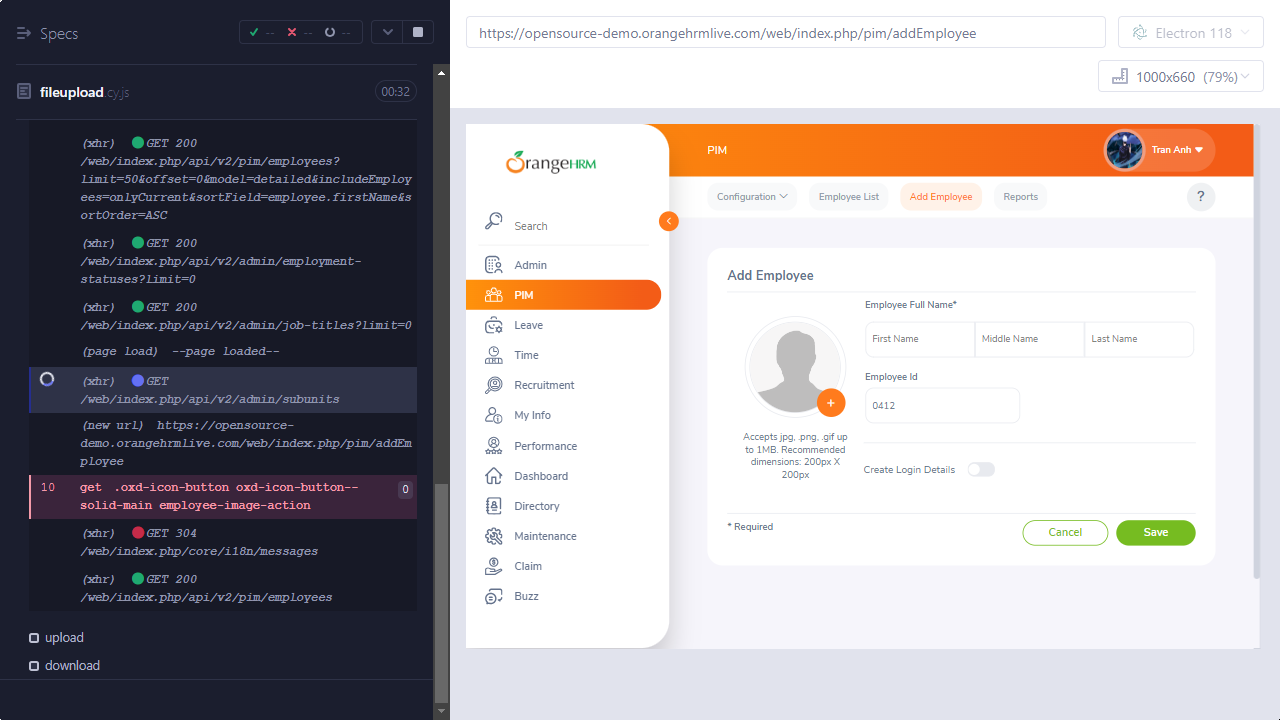 Specs
-- -- --
fileupload.cy.js
00:32
(xhr) GET 200
/web/index.php/api/v2/pim/employees?
limit=50&offset=0&model=detailed&includeEmploy
ees=onlyCurrent&sortField=employee.firstName&s
ortOrder=ASC
(xhr) GET 200
/web/index.php/api/v2/admin/employment-
statuses?limit=0
(xhr) GET 200
/web/index.php/api/v2/admin/job-titles?limit=0
(page load) --page loaded--
(xhr) GET
/web/index.php/api/v2/admin/subunits
(new url) https://opensource-
demo.orangehrmlive.com/web/index.php/pim/addEm
ployee
10 get .oxd-icon-button oxd-icon-button--
solid-main employee-image-action
0
(xhr) GET 304
/web/index.php/core/i18n/messages
(xhr) GET 200
/web/index.php/api/v2/pim/employees
upload
download
https://opensource-demo.orangehrmlive.com/web/index.php/pim/addEmployee
Electron 118
1000x660 (79%)
OrangeHRM
Search
Admin
PIM
Leave
Time
Recruitment
My Info
Performance
Dashboard
Directory
Maintenance
Claim
Buzz
PIM
Tran Anh
Configuration
Employee List
Add Employee
Reports
?
Add Employee
Employee Full Name*
First Name
Middle Name
Last Name
Employee Id
0412
+
Accepts jpg, .png, .gif up
to 1MB. Recommended
dimensions: 200px X
200px
Create Login Details
* Required
Cancel
Save